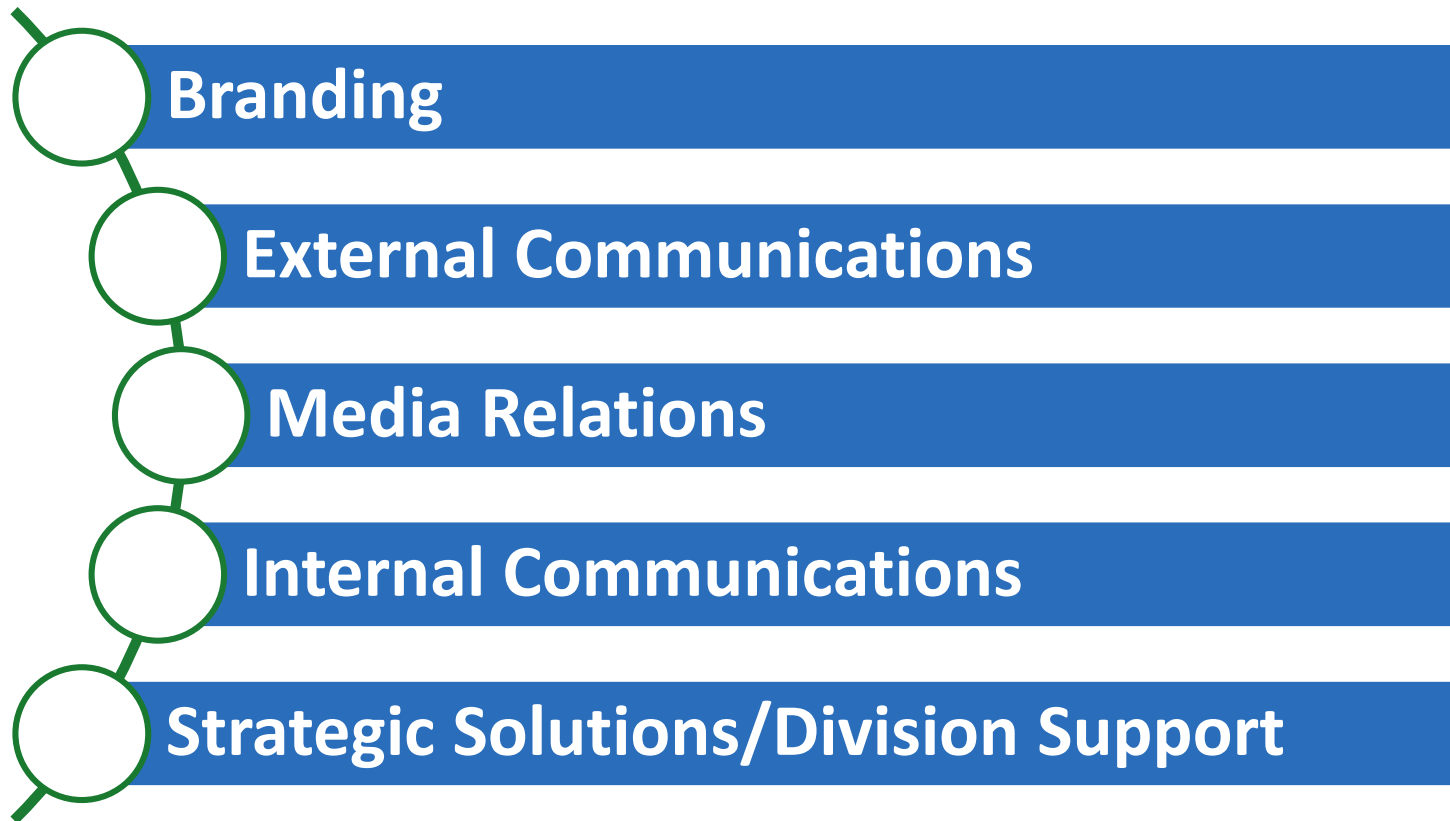 Branding
External Communications
Media Relations
Internal Communications
Strategic Solutions/Division Support